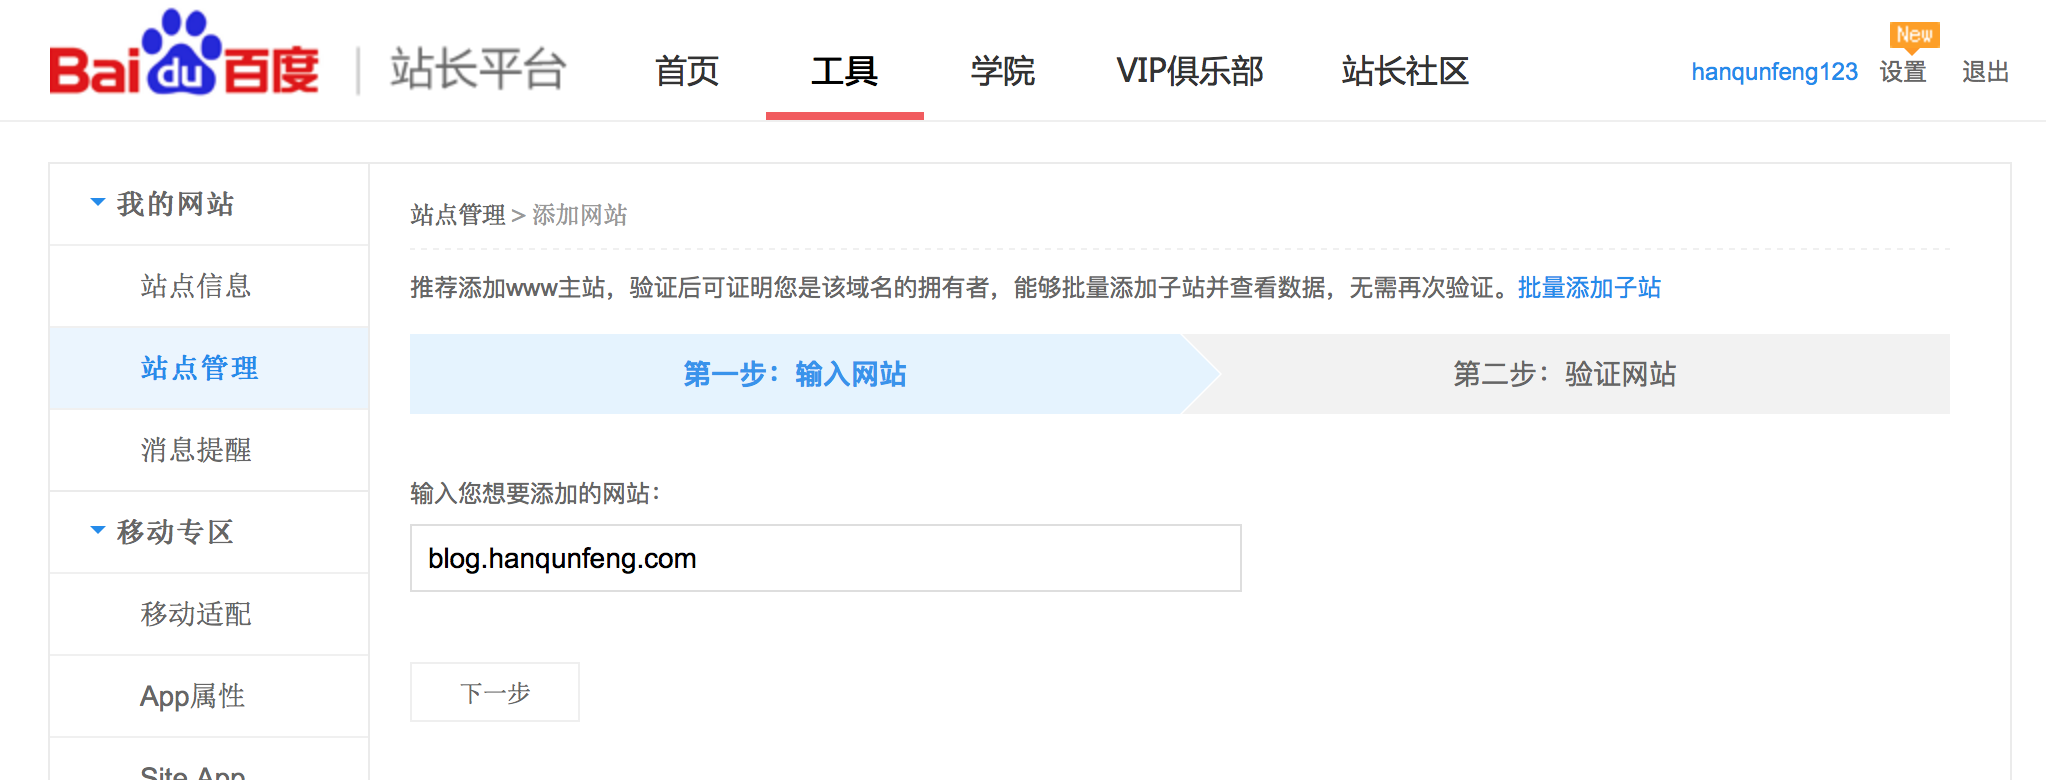 Baidu百度 | 站长平台 首页 工具 学院 VIP俱乐部 站长社区 hanqunfeng123 New 设置 退出
我的网站
站点信息
站点管理
消息提醒
移动专区
移动适配
App属性
Site App
站点管理 > 添加网站
推荐添加www主站，验证后可证明您是该域名的拥有者，能够批量添加子站并查看数据，无需再次验证。批量添加子站
第一步：输入网站 第二步：验证网站
输入您想要添加的网站：
blog.hanqunfeng.com
下一步